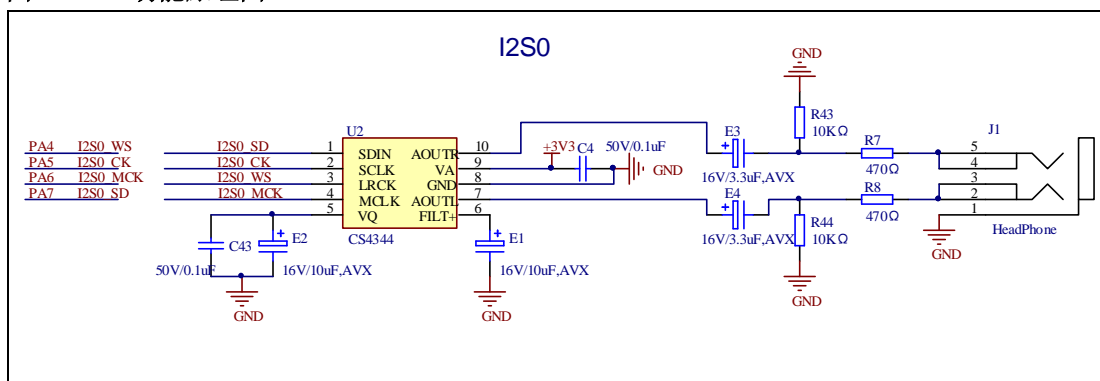 I2S0
GND
R43
10KΩ
E3
16V/3.3uF,AVX
R7
470Ω
J1
5
4
3
2
1
HeadPhone
PA4 I2S0_WS
PA5 I2S0_CK
PA6 I2S0_MCK
PA7 I2S0_SD
I2S0_SD
I2S0_CK
I2S0_WS
I2S0_MCK
U2
1 SDIN AOUTR 10
2 SCLK VA 9
3 LRCK GND 8
4 MCLK AOUTL 7
5 VQ FILT+ 6
CS4344
+3V3
C4
50V/0.1uF
GND
E4
16V/3.3uF,AVX
R8
470Ω
R44
10KΩ
GND
GND
C43
50V/0.1uF
E2
16V/10uF,AVX
GND
E1
16V/10uF,AVX
GND